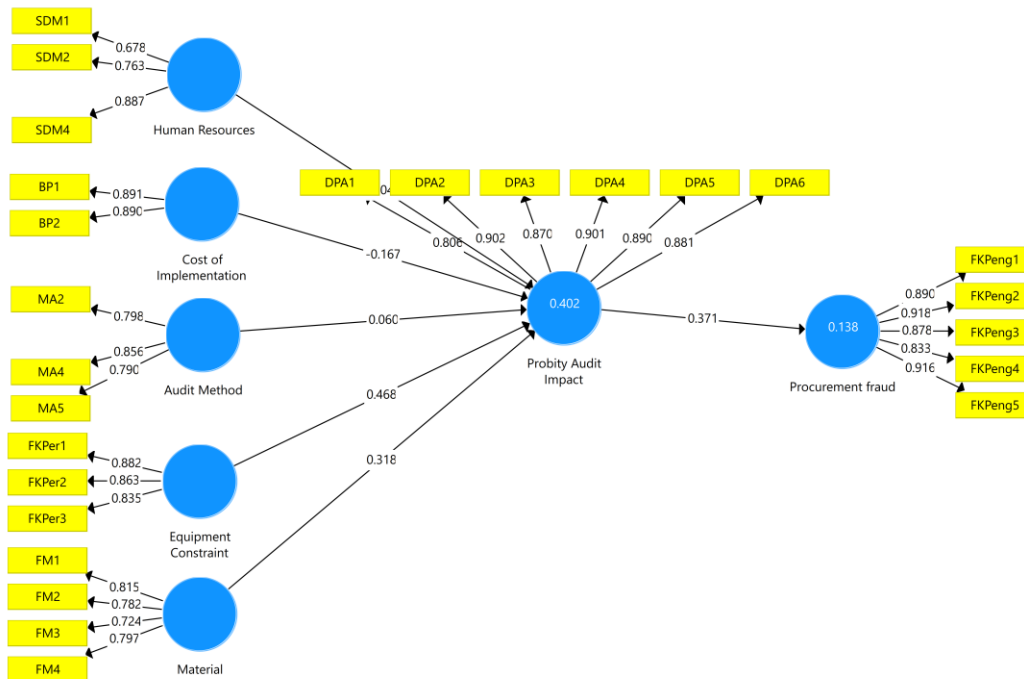 SDM1
SDM2
SDM4
0.678
0.763
0.887
Human Resources
BP1
BP2
0.891
0.890
Cost of
Implementation
MA2
MA4
MA5
0.798
0.856
0.790
Audit Method
FKPer1
FKPer2
FKPer3
0.882
0.863
0.835
Equipment
Constraint
FM1
FM2
FM3
FM4
0.815
0.782
0.724
0.797
Material
DPA1
DPA2
DPA3
DPA4
DPA5
DPA6
0.806
0.902
0.870
0.901
0.890
0.881
-0.167
0.060
0.468
0.318
0.402
Probity Audit
Impact
0.371
0.138
Procurement fraud
0.890
0.918
0.878
0.833
0.916
FKPeng1
FKPeng2
FKPeng3
FKPeng4
FKPeng5